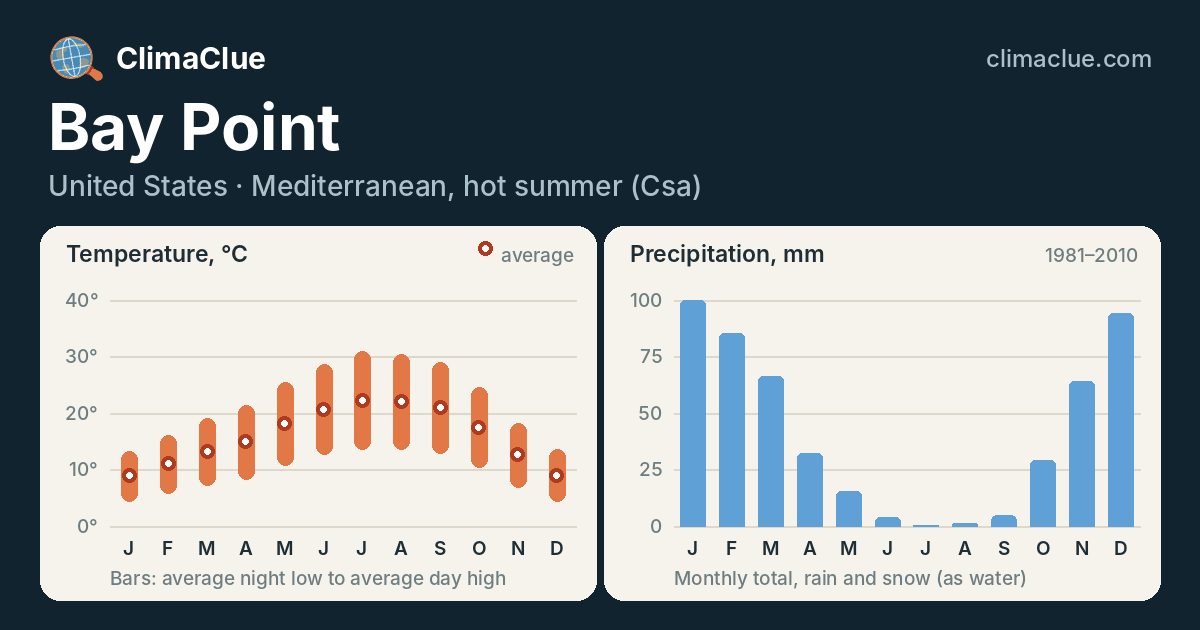 ClimaClue
climaclue.com
Bay Point
United States · Mediterranean, hot summer (Csa)
Temperature, °C
average
40°
30°
20°
10°
0°
J F M A M J J A S O N D
Bars: average night low to average day high
Precipitation, mm
1981–2010
100
75
50
25
0
J F M A M J J A S O N D
Monthly total, rain and snow (as water)